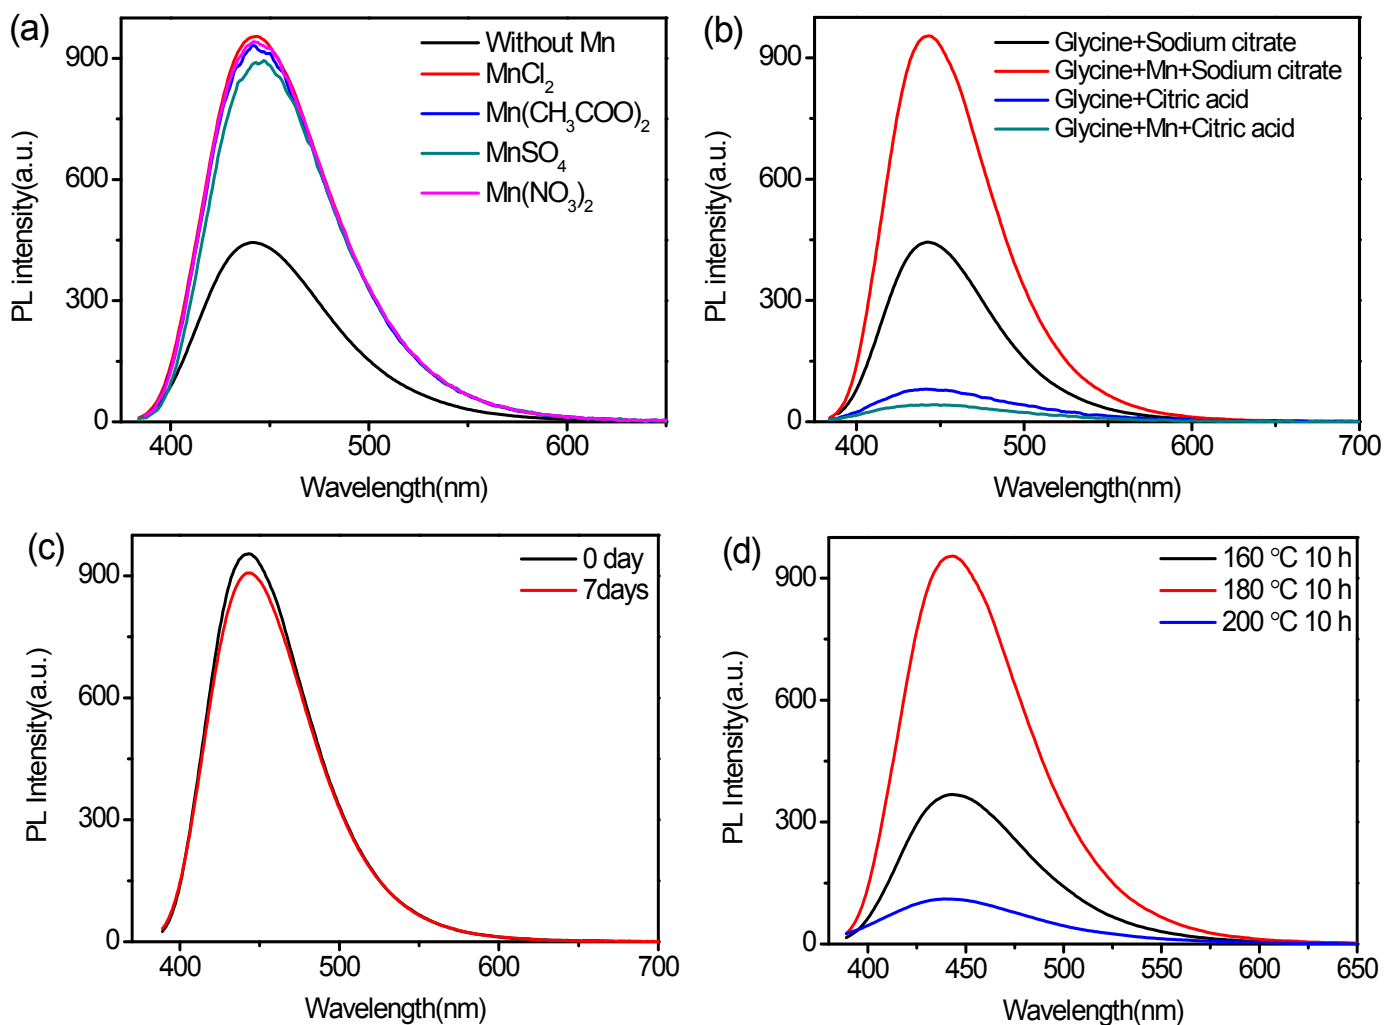 (a)
Without Mn
MnCl2
Mn(CH3COO)2
MnSO4
Mn(NO3)2
900
600
300
0
400 500 600
PL intensity(a.u.)
Wavelength(nm)
(b)
Glycine+Sodium citrate
Glycine+Mn+Sodium citrate
Glycine+Citric acid
Glycine+Mn+Citric acid
900
600
300
0
400 500 600 700
PL intensity(a.u.)
Wavelength(nm)
(c)
0 day
7days
900
600
300
0
400 500 600 700
PL Intensity(a.u.)
Wavelength(nm)
(d)
160 °C 10 h
180 °C 10 h
200 °C 10 h
900
600
300
0
400 450 500 550 600 650
PL Intensity(a.u.)
Wavelength(nm)